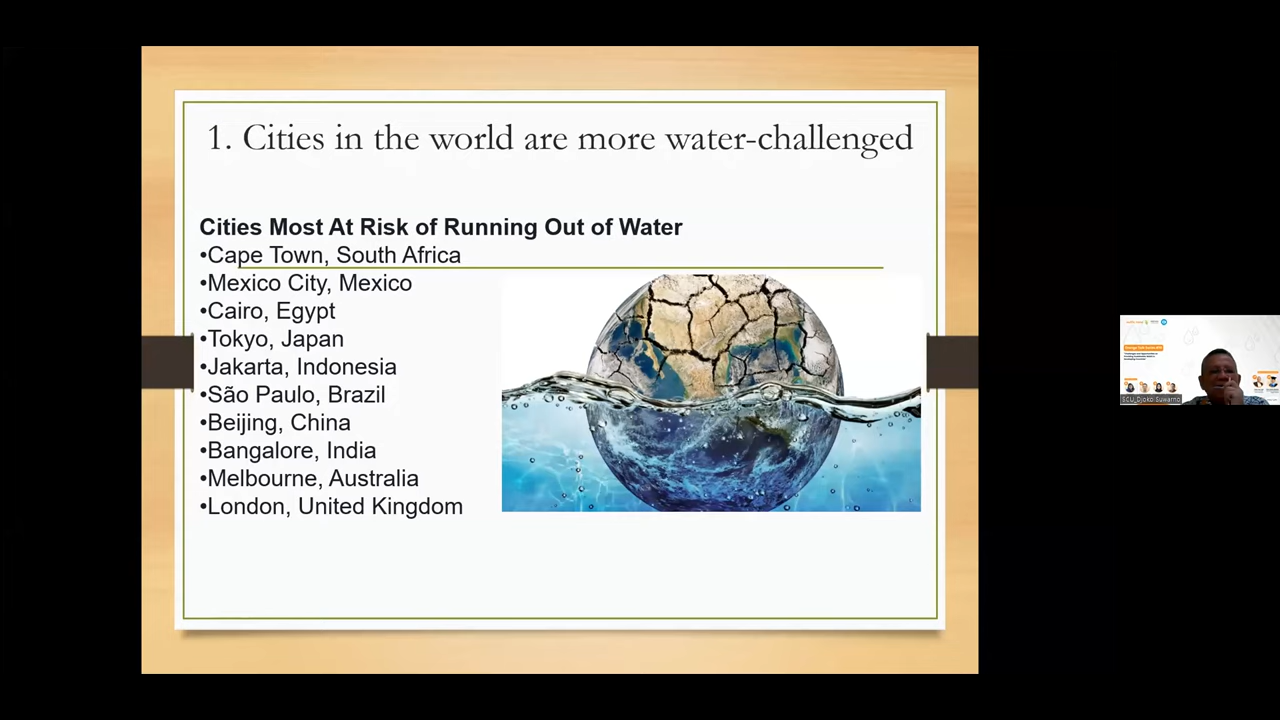 1. Cities in the world are more water-challenged
Cities Most At Risk of Running Out of Water
•Cape Town, South Africa
•Mexico City, Mexico
•Cairo, Egypt
•Tokyo, Japan
•Jakarta, Indonesia
•São Paulo, Brazil
•Beijing, China
•Bangalore, India
•Melbourne, Australia
•London, United Kingdom
SCU_Djoko Suwarno